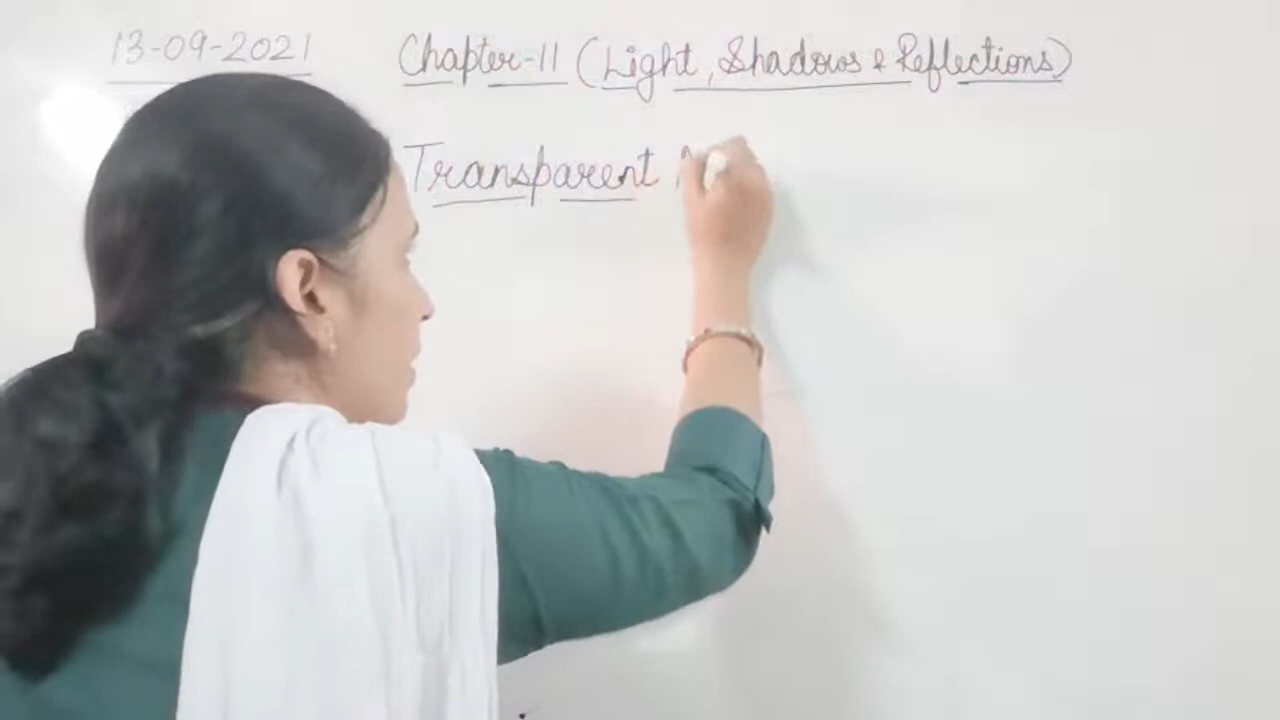 13-09-2021 Chapter-11 (Light, Shadows & Reflections)
Transparent